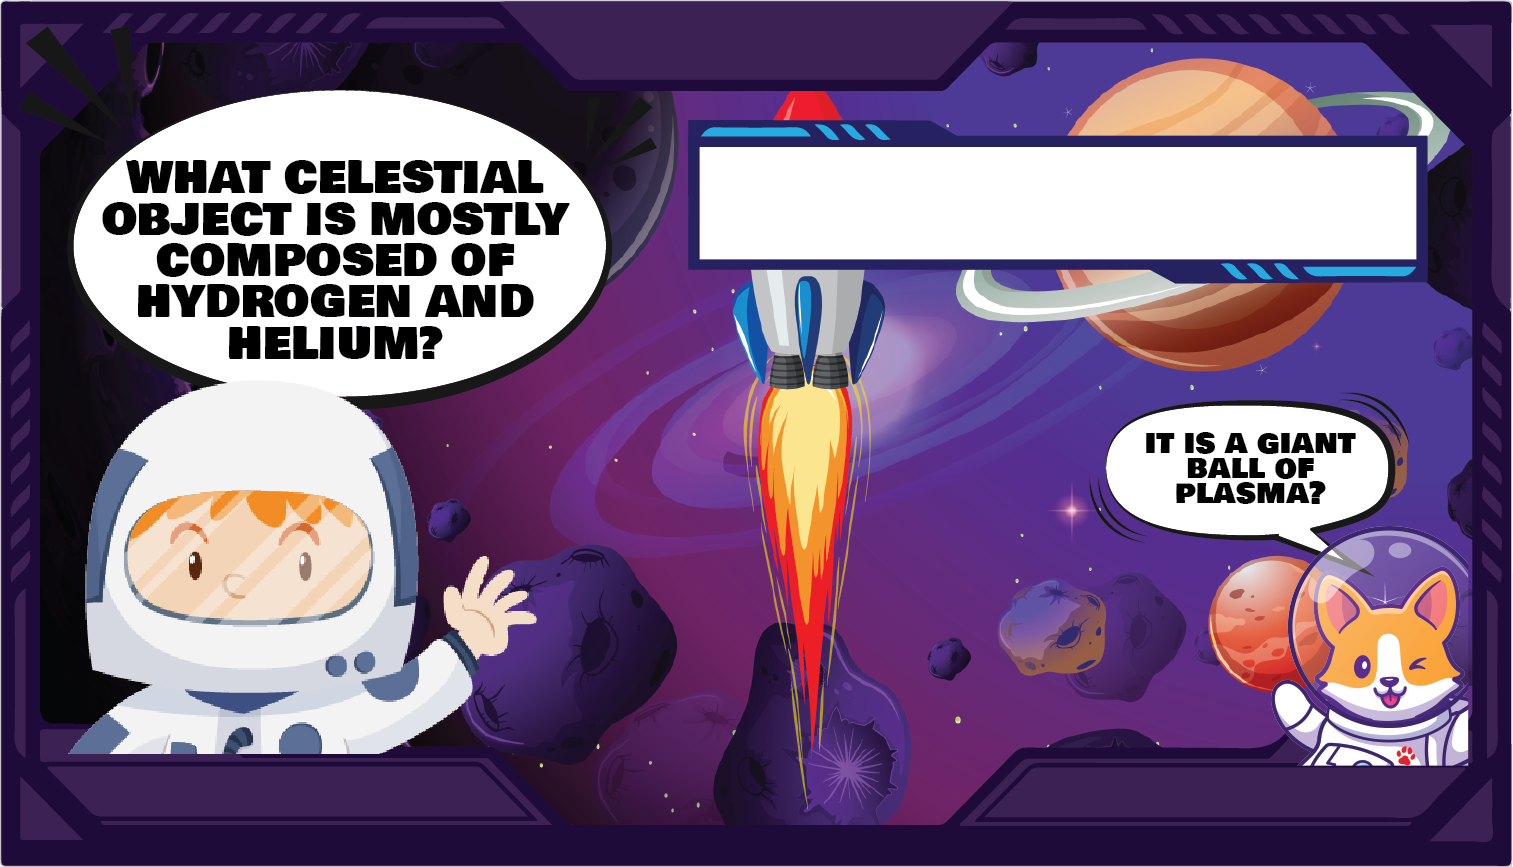 WHAT CELESTIAL
OBJECT IS MOSTLY
COMPOSED OF
HYDROGEN AND
HELIUM?
IT IS A GIANT
BALL OF
PLASMA?